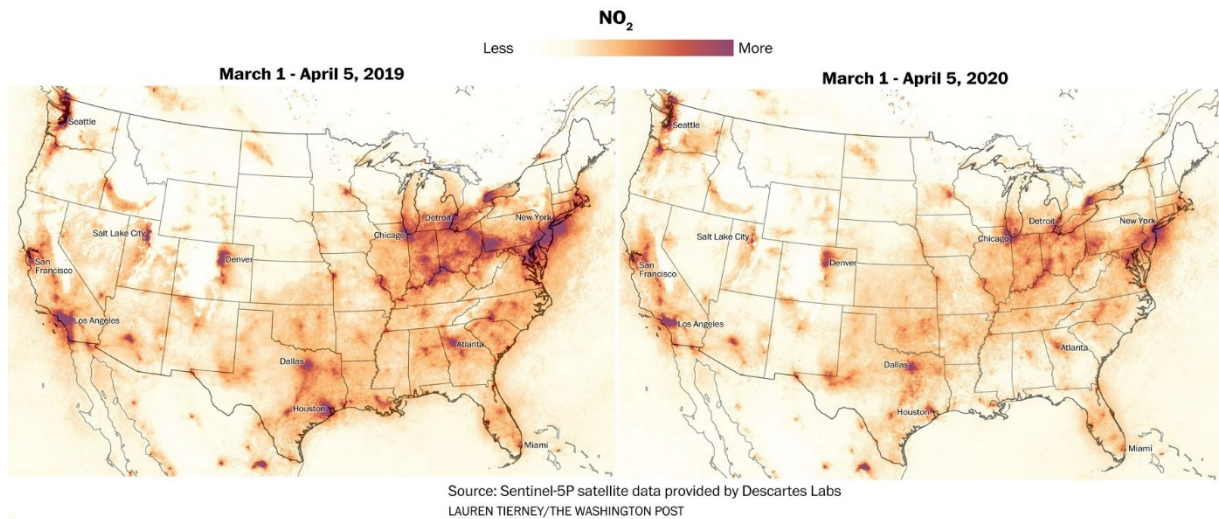 NO₂
Less More
March 1 - April 5, 2019
Seattle
Salt Lake City
San
Francisco
Los Angeles
Denver
Dallas
Houston
Chicago
Detroit
New York
Atlanta
Miami
March 1 - April 5, 2020
Seattle
Salt Lake City
San
Francisco
Los Angeles
Denver
Dallas
Houston
Chicago
Detroit
New York
Atlanta
Miami
Source: Sentinel-5P satellite data provided by Descartes Labs
LAUREN TIERNEY/THE WASHINGTON POST